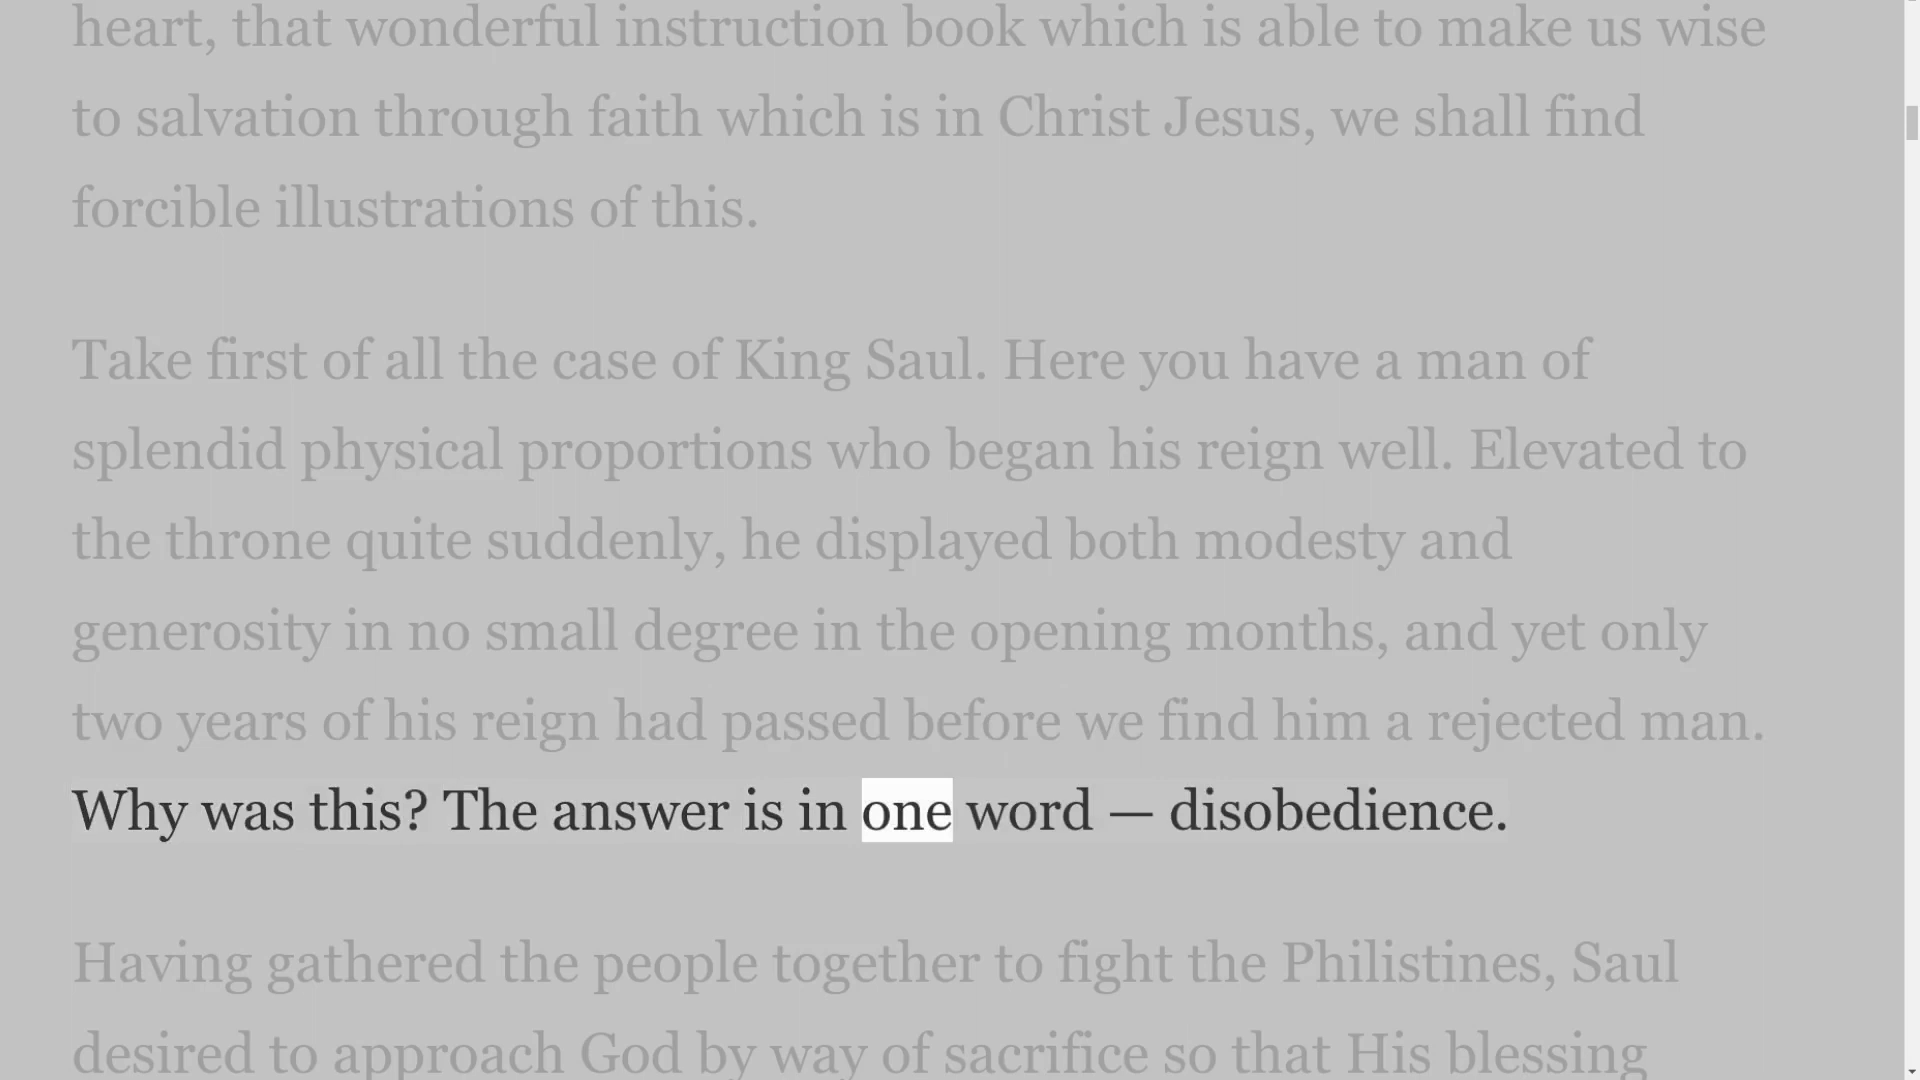 heart, that wonderful instruction book which is able to make us wise
to salvation through faith which is in Christ Jesus, we shall find
forcible illustrations of this.
Take first of all the case of King Saul. Here you have a man of
splendid physical proportions who began his reign well. Elevated to
the throne quite suddenly, he displayed both modesty and
generosity in no small degree in the opening months, and yet only
two years of his reign had passed before we find him a rejected man.
Why was this? The answer is in one word — disobedience.
Having gathered the people together to fight the Philistines, Saul
desired to approach God by way of sacrifice so that His blessing